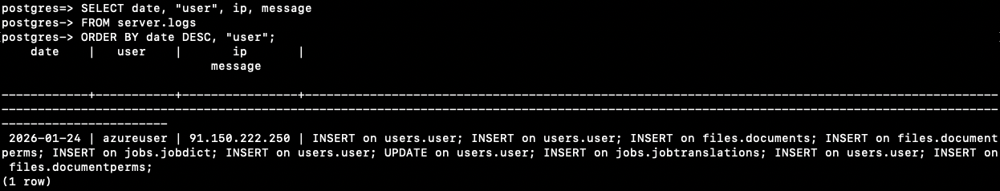 postgres=> SELECT date, "user", ip, message
postgres-> FROM server.logs
postgres-> ORDER BY date DESC, "user";
    date    |   user    |       ip       |
                             message

------------+-----------+----------------+------------------------------------------------------------------------------------------------
------------------------------------------------------------------------------------------------------------------------------------------
-----------------------
 2026-01-24 | azureuser | 91.150.222.250 | INSERT on users.user; INSERT on users.user; INSERT on files.documents; INSERT on files.document
perms; INSERT on jobs.jobdict; INSERT on users.user; UPDATE on users.user; INSERT on jobs.jobtranslations; INSERT on users.user; INSERT on
 files.documentperms;
(1 row)